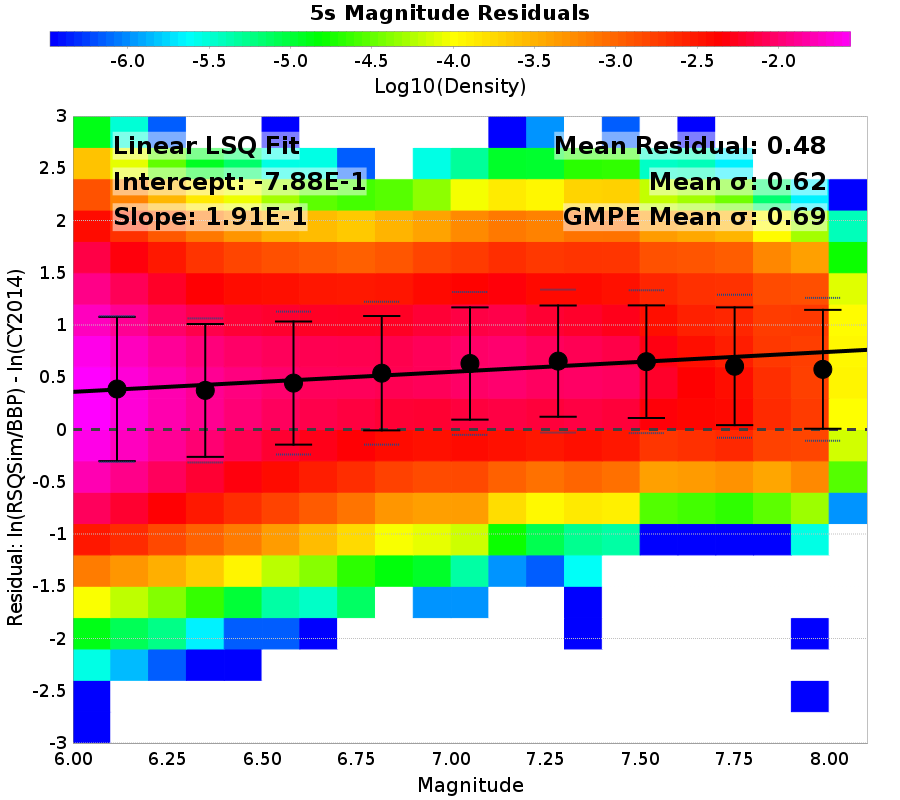 5s Magnitude Residuals
-6.0 -5.5 -5.0 -4.5 -4.0 -3.5 -3.0 -2.5 -2.0
Log10(Density)
3
Linear LSQ Fit Mean Residual: 0.48
2.5
Intercept: -7.88E-1 Mean σ: 0.62
Slope: 1.91E-1 GMPE Mean σ: 0.69
2
1.5
1
0.5
0
-0.5
-1
-1.5
-2
-2.5
-3
Residual: ln(RSQSim/BBP) - ln(CY2014)
6.00 6.25 6.50 6.75 7.00 7.25 7.50 7.75 8.00
Magnitude